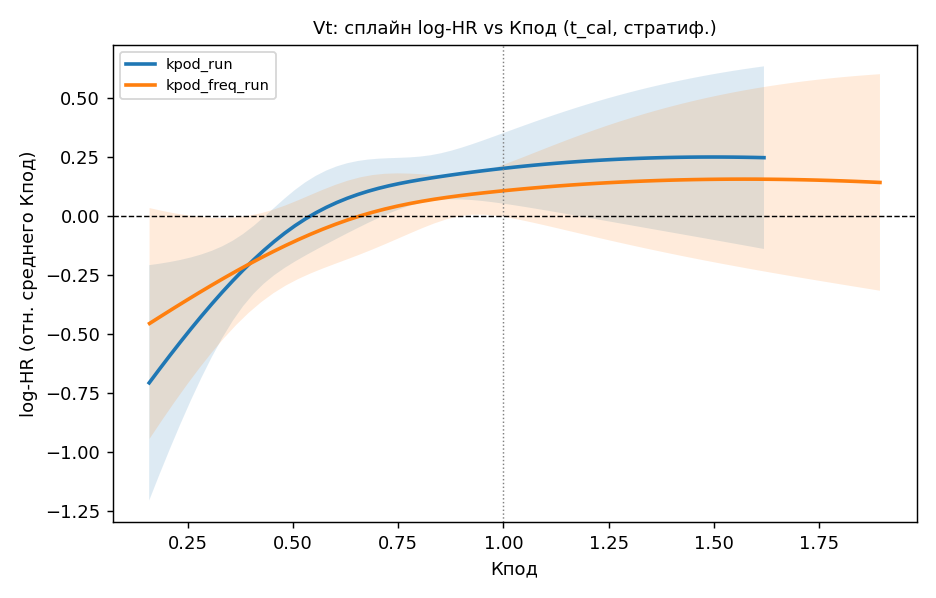 Vt: сплайн log-HR vs Кпод (t_cal, стратиф.)
kpod_run
kpod_freq_run
log-HR (отн. среднего Кпод)
0.50
0.25
0.00
−0.25
−0.50
−0.75
−1.00
−1.25
0.25 0.50 0.75 1.00 1.25 1.50 1.75
Кпод